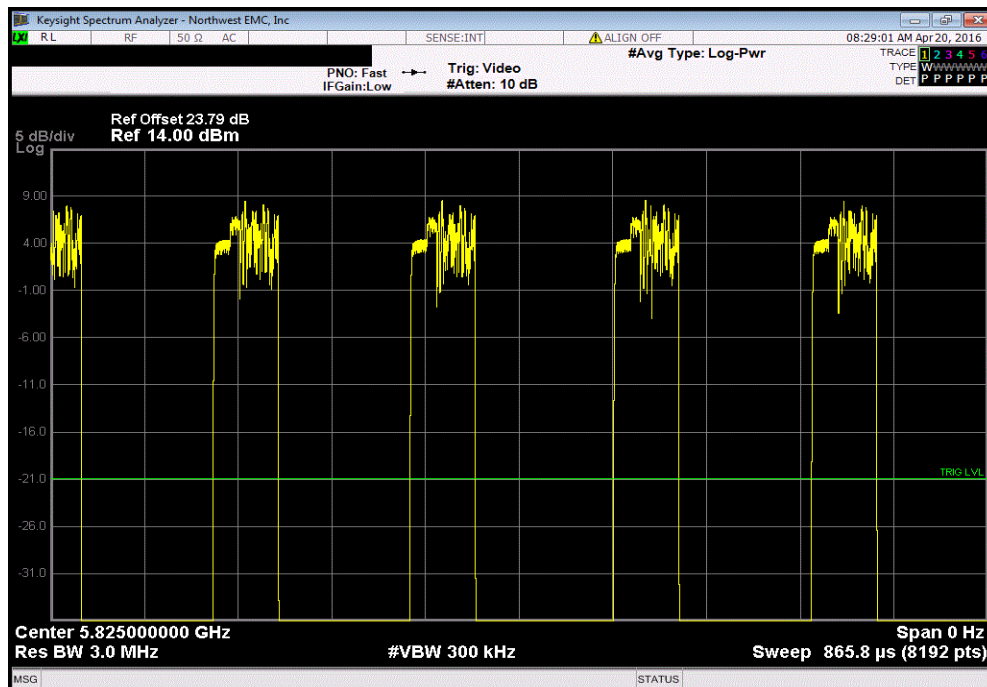 Keysight Spectrum Analyzer - Northwest EMC, Inc
LXI RL RF 50 Ω AC SENSE:INT ALIGN OFF 08:29:01 AM Apr 20, 2016
PNO: Fast Trig: Video #Avg Type: Log-Pwr TRACE 1 2 3 4 5 6
IFGain:Low #Atten: 10 dB TYPE WWWWWW
DET P P P P P P
Ref Offset 23.79 dB
5 dB/div Ref 14.00 dBm
Log
9.00
4.00
-1.00
-6.00
-11.0
-16.0
-21.0 TRIG LVL
-26.0
-31.0
Center 5.825000000 GHz Span 0 Hz
Res BW 3.0 MHz #VBW 300 kHz Sweep 865.8 µs (8192 pts)
MSG STATUS